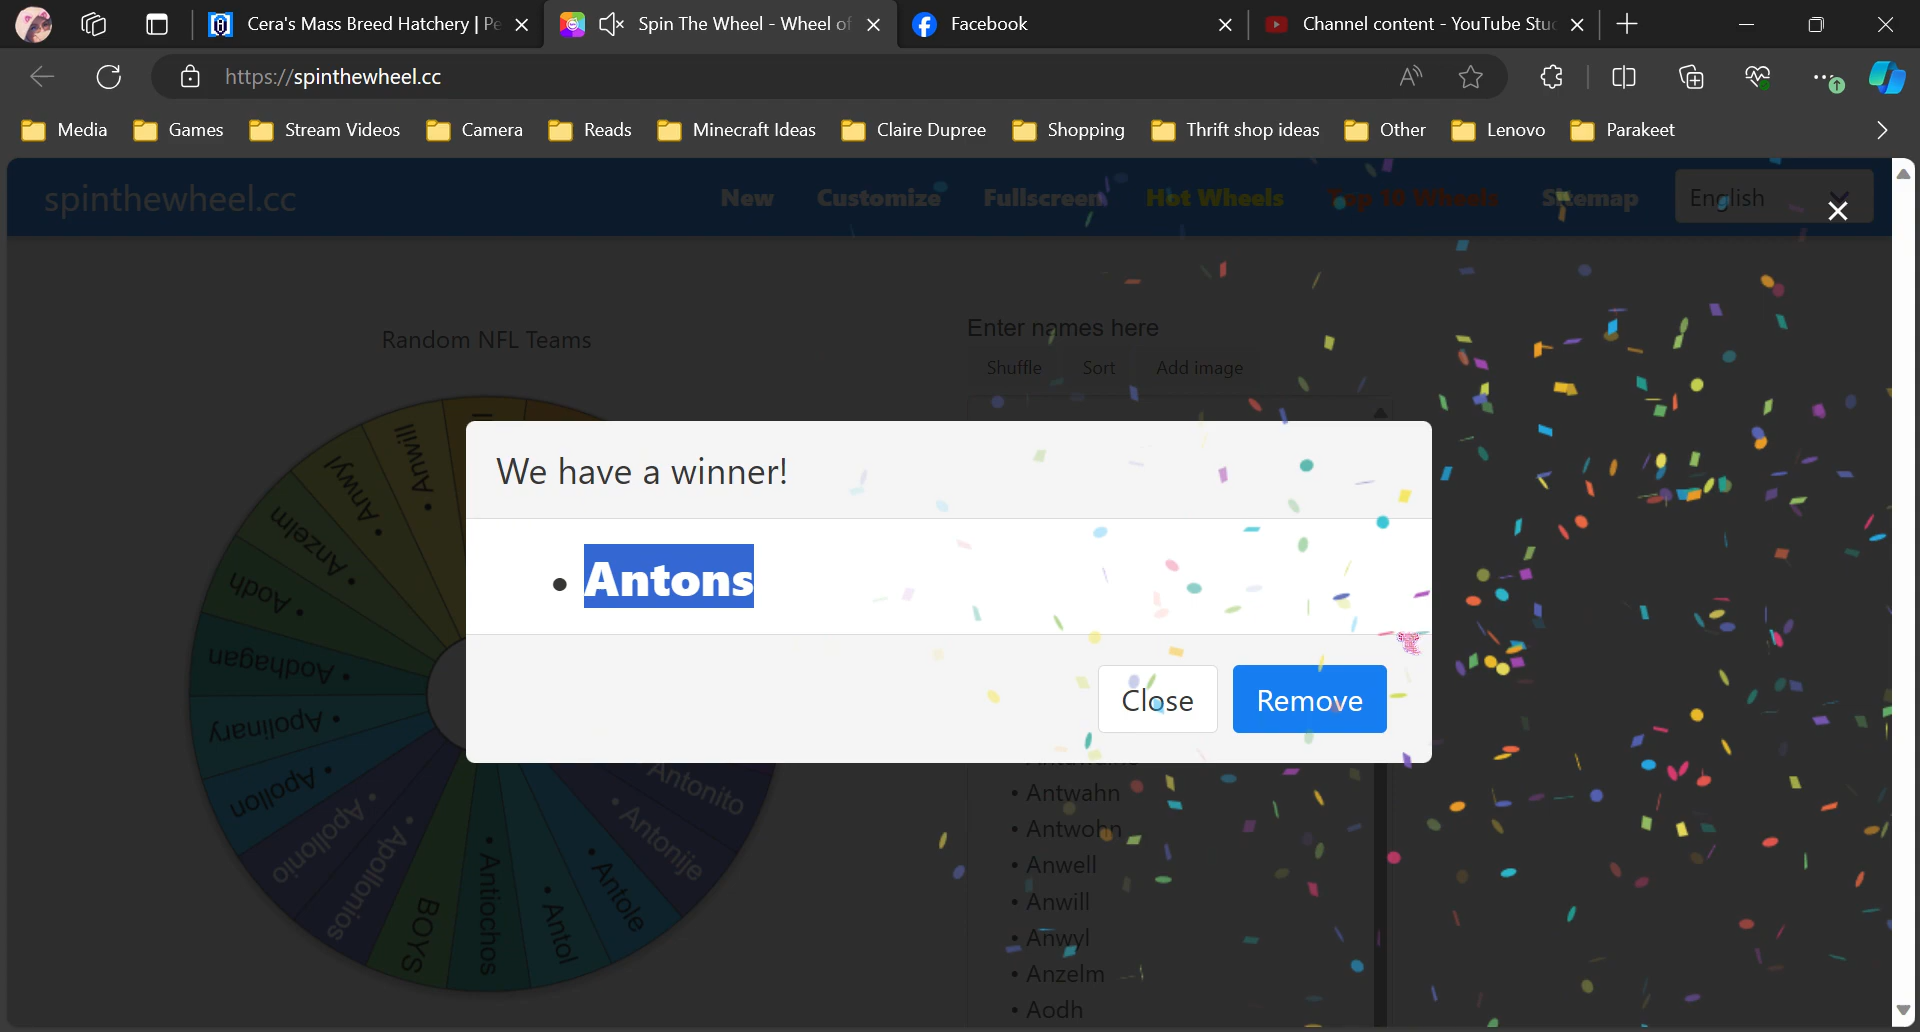 Cera's Mass Breed Hatchery | Pe
Spin The Wheel - Wheel of
Facebook
Channel content - YouTube Stu
https://spinthewheel.cc
Media
Games
Stream Videos
Camera
Reads
Minecraft Ideas
Claire Dupree
Shopping
Thrift shop ideas
Other
Lenovo
Parakeet
spinthewheel.cc
New
Customize
Fullscreen
Hot Wheels
Top 10 Wheels
Sitemap
English
Random NFL Teams
Enter names here
Shuffle
Sort
Add image
We have a winner!
• Antons
Close
Remove
• Anwill
• Anwyl
• Anzelm
• Aodh
• Aodhagan
• Apolinary
• Apollon
• Apollonio
• Apollonios
BOYS
• Antiochos
• Antol
• Antole
• Antonije
Antonito
• Antwahn
• Antwohn
• Anwell
• Anwill
• Anwyl
• Anzelm
• Aodh